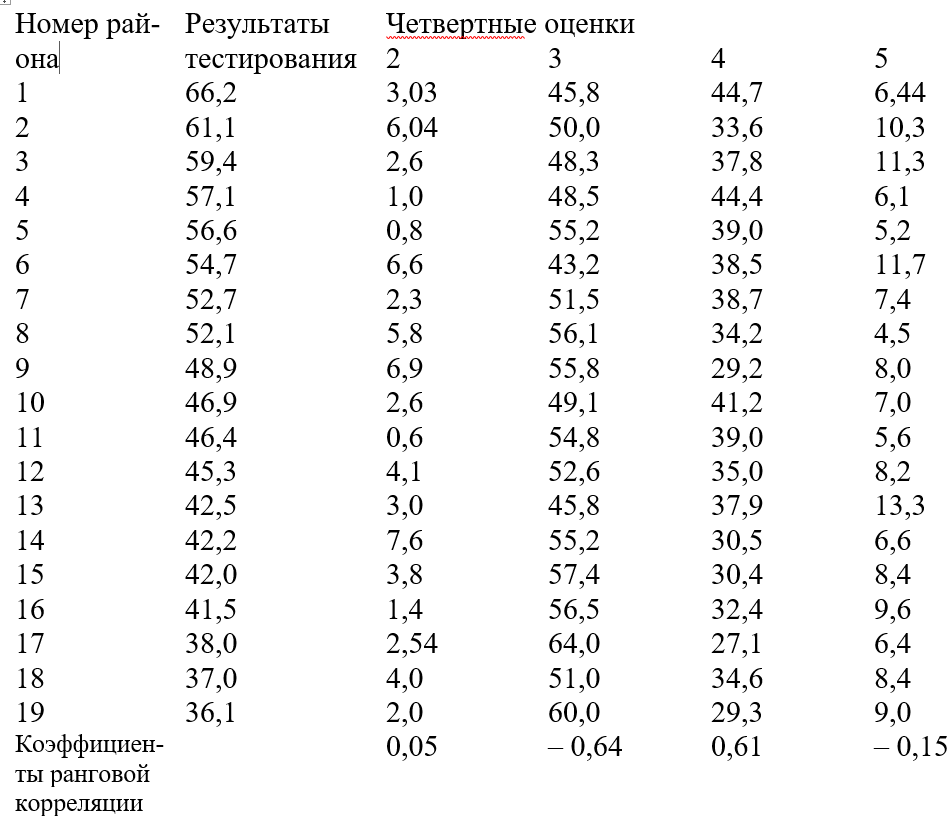 Номер рай- Результаты Четвертные оценки
она тестирования 2 3 4 5
1 66,2 3,03 45,8 44,7 6,44
2 61,1 6,04 50,0 33,6 10,3
3 59,4 2,6 48,3 37,8 11,3
4 57,1 1,0 48,5 44,4 6,1
5 56,6 0,8 55,2 39,0 5,2
6 54,7 6,6 43,2 38,5 11,7
7 52,7 2,3 51,5 38,7 7,4
8 52,1 5,8 56,1 34,2 4,5
9 48,9 6,9 55,8 29,2 8,0
10 46,9 2,6 49,1 41,2 7,0
11 46,4 0,6 54,8 39,0 5,6
12 45,3 4,1 52,6 35,0 8,2
13 42,5 3,0 45,8 37,9 13,3
14 42,2 7,6 55,2 30,5 6,6
15 42,0 3,8 57,4 30,4 8,4
16 41,5 1,4 56,5 32,4 9,6
17 38,0 2,54 64,0 27,1 6,4
18 37,0 4,0 51,0 34,6 8,4
19 36,1 2,0 60,0 29,3 9,0
Коэффициен- 0,05 – 0,64 0,61 – 0,15
ты ранговой
корреляции